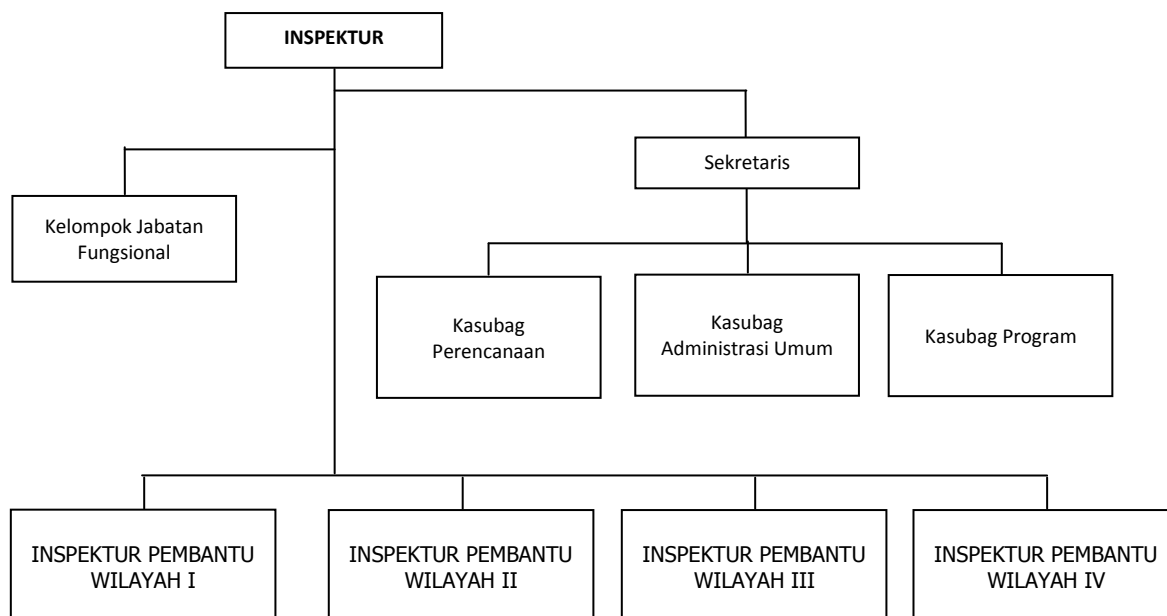 INSPEKTUR
Sekretaris
Kelompok Jabatan
Fungsional
Kasubag
Perencanaan
Kasubag
Administrasi Umum
Kasubag Program
INSPEKTUR PEMBANTU
WILAYAH I
INSPEKTUR PEMBANTU
WILAYAH II
INSPEKTUR PEMBANTU
WILAYAH III
INSPEKTUR PEMBANTU
WILAYAH IV